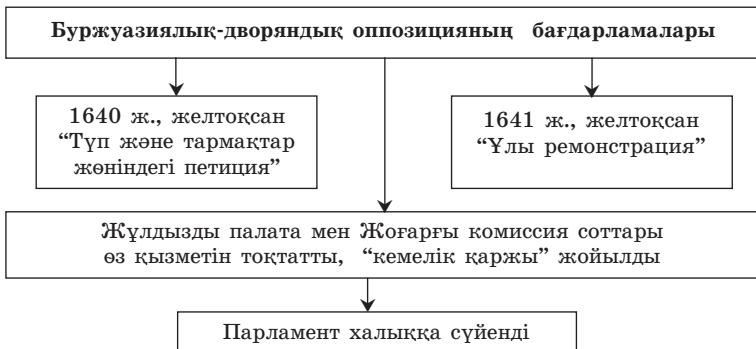 Буржуазиялық-дворяндық оппозицияның бағдарламалары
1640 ж., желтоқсан
“Түп және тармақтар
жөніндегі петиция”
1641 ж., желтоқсан
“Ұлы ремонстрация”
Жұлдызды палата мен Жоғарғы комиссия соттары
өз қызметін тоқтатты, “кемелік қаржы” жойылды
Парламент халыққа сүйенді